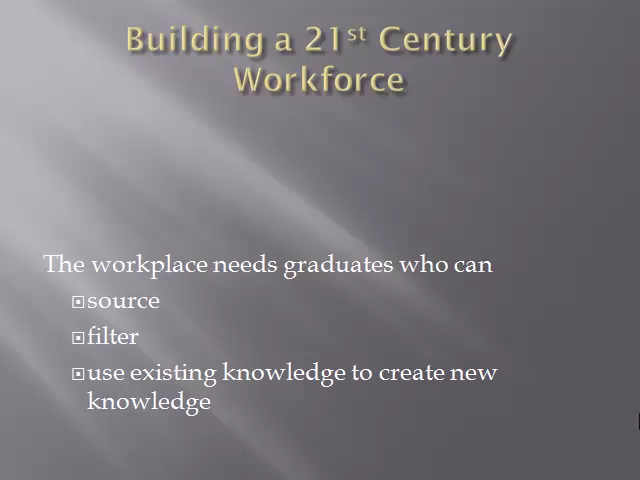 Building a 21st Century
Workforce
The workplace needs graduates who can
source
filter
use existing knowledge to create new
knowledge